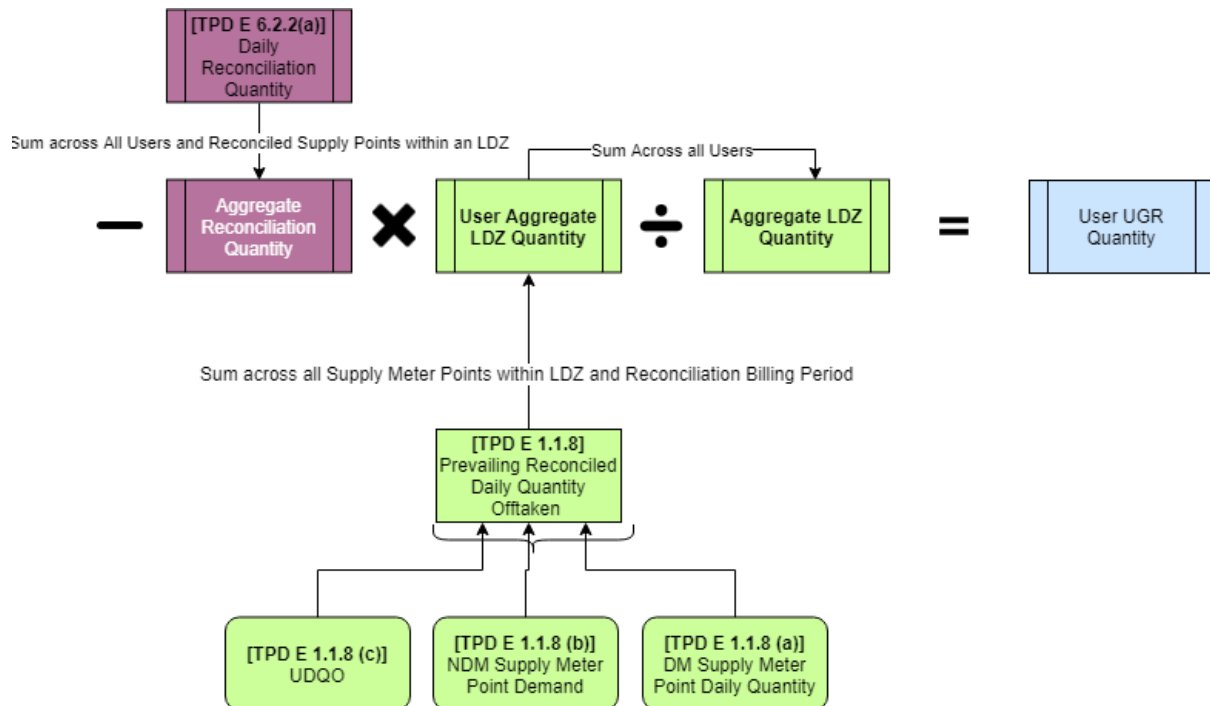 [TPD E 6.2.2(a)]
Daily
Reconciliation
Quantity
Sum across All Users and Reconciled Supply Points within an LDZ
Sum Across all Users
Aggregate
Reconciliation
Quantity
User Aggregate
LDZ Quantity
Aggregate LDZ
Quantity
=
User UGR
Quantity
Sum across all Supply Meter Points within LDZ and Reconciliation Billing Period
[TPD E 1.1.8]
Prevailing Reconciled
Daily Quantity
Offtaken
[TPD E 1.1.8 (c)]
UDQO
[TPD E 1.1.8 (b)]
NDM Supply Meter
Point Demand
[TPD E 1.1.8 (a)]
DM Supply Meter
Point Daily Quantity